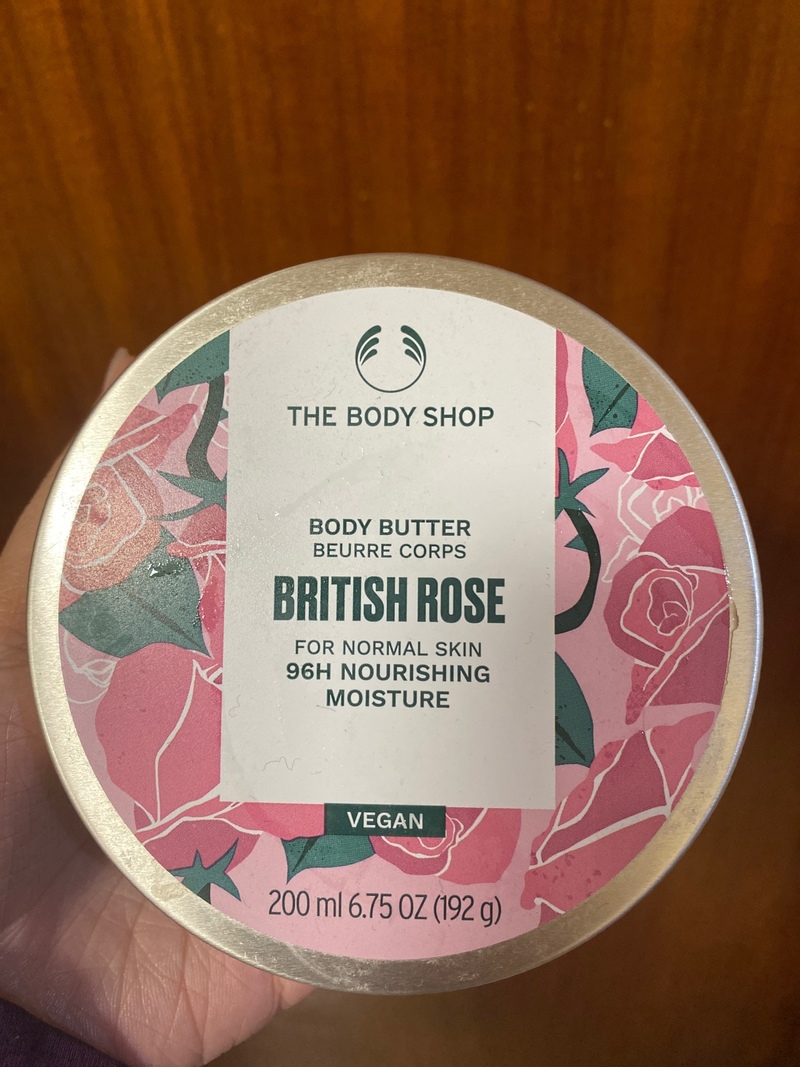 THE BODY SHOP
BODY BUTTER
BEURRE CORPS
BRITISH ROSE
FOR NORMAL SKIN
96H NOURISHING
MOISTURE
VEGAN
200 ml 6.75 OZ (192 g)